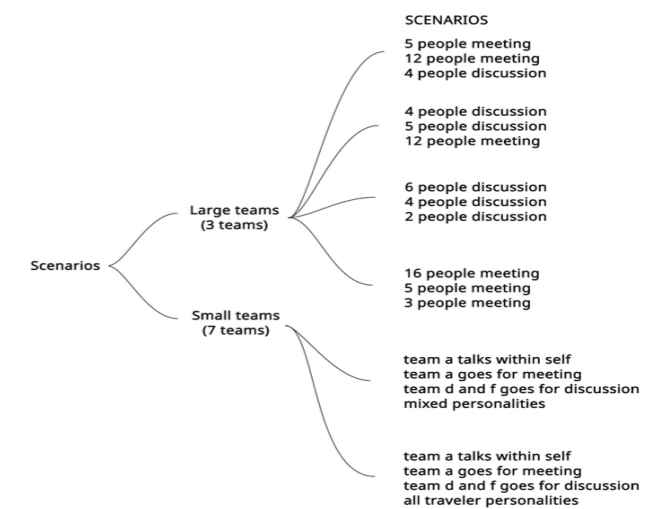 SCENARIOS
5 people meeting
12 people meeting
4 people discussion
4 people discussion
5 people discussion
12 people meeting
6 people discussion
4 people discussion
2 people discussion
Large teams
(3 teams)
Scenarios
16 people meeting
5 people meeting
3 people meeting
Small teams
(7 teams)
team a talks within self
team a goes for meeting
team d and f goes for discussion
mixed personalities
team a talks within self
team a goes for meeting
team d and f goes for discussion
all traveler personalities